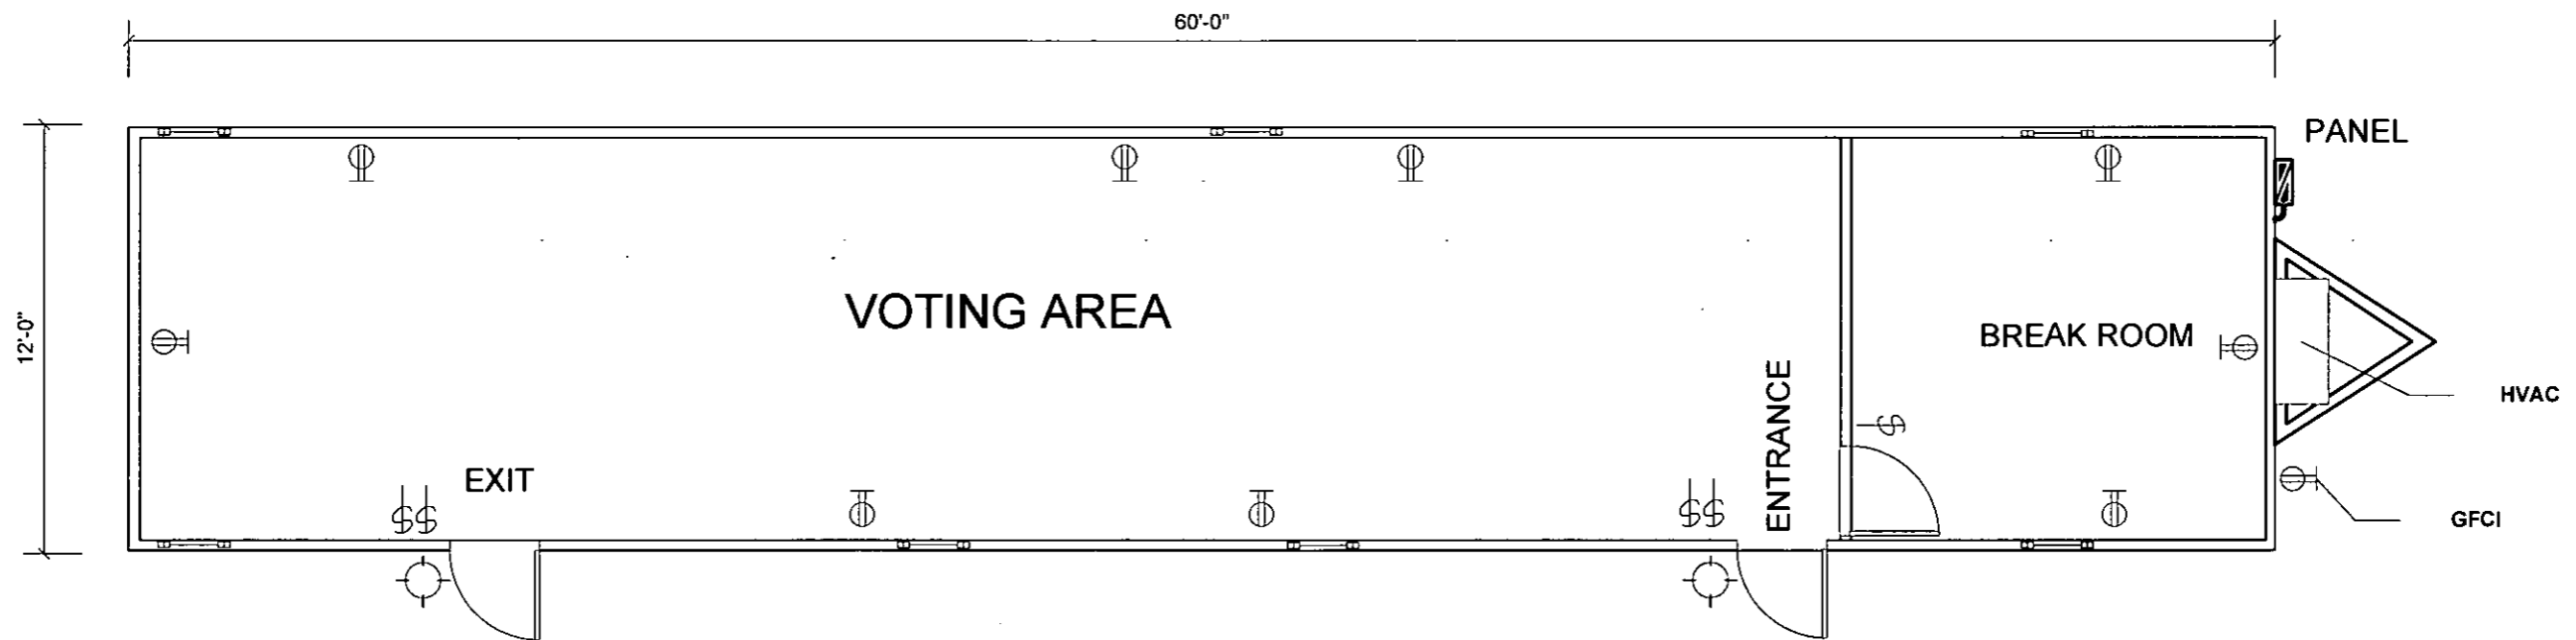 60'-0"
PANEL
12'-0"
VOTING AREA
BREAK ROOM
HVAC
ENTRANCE
EXIT
GFCI